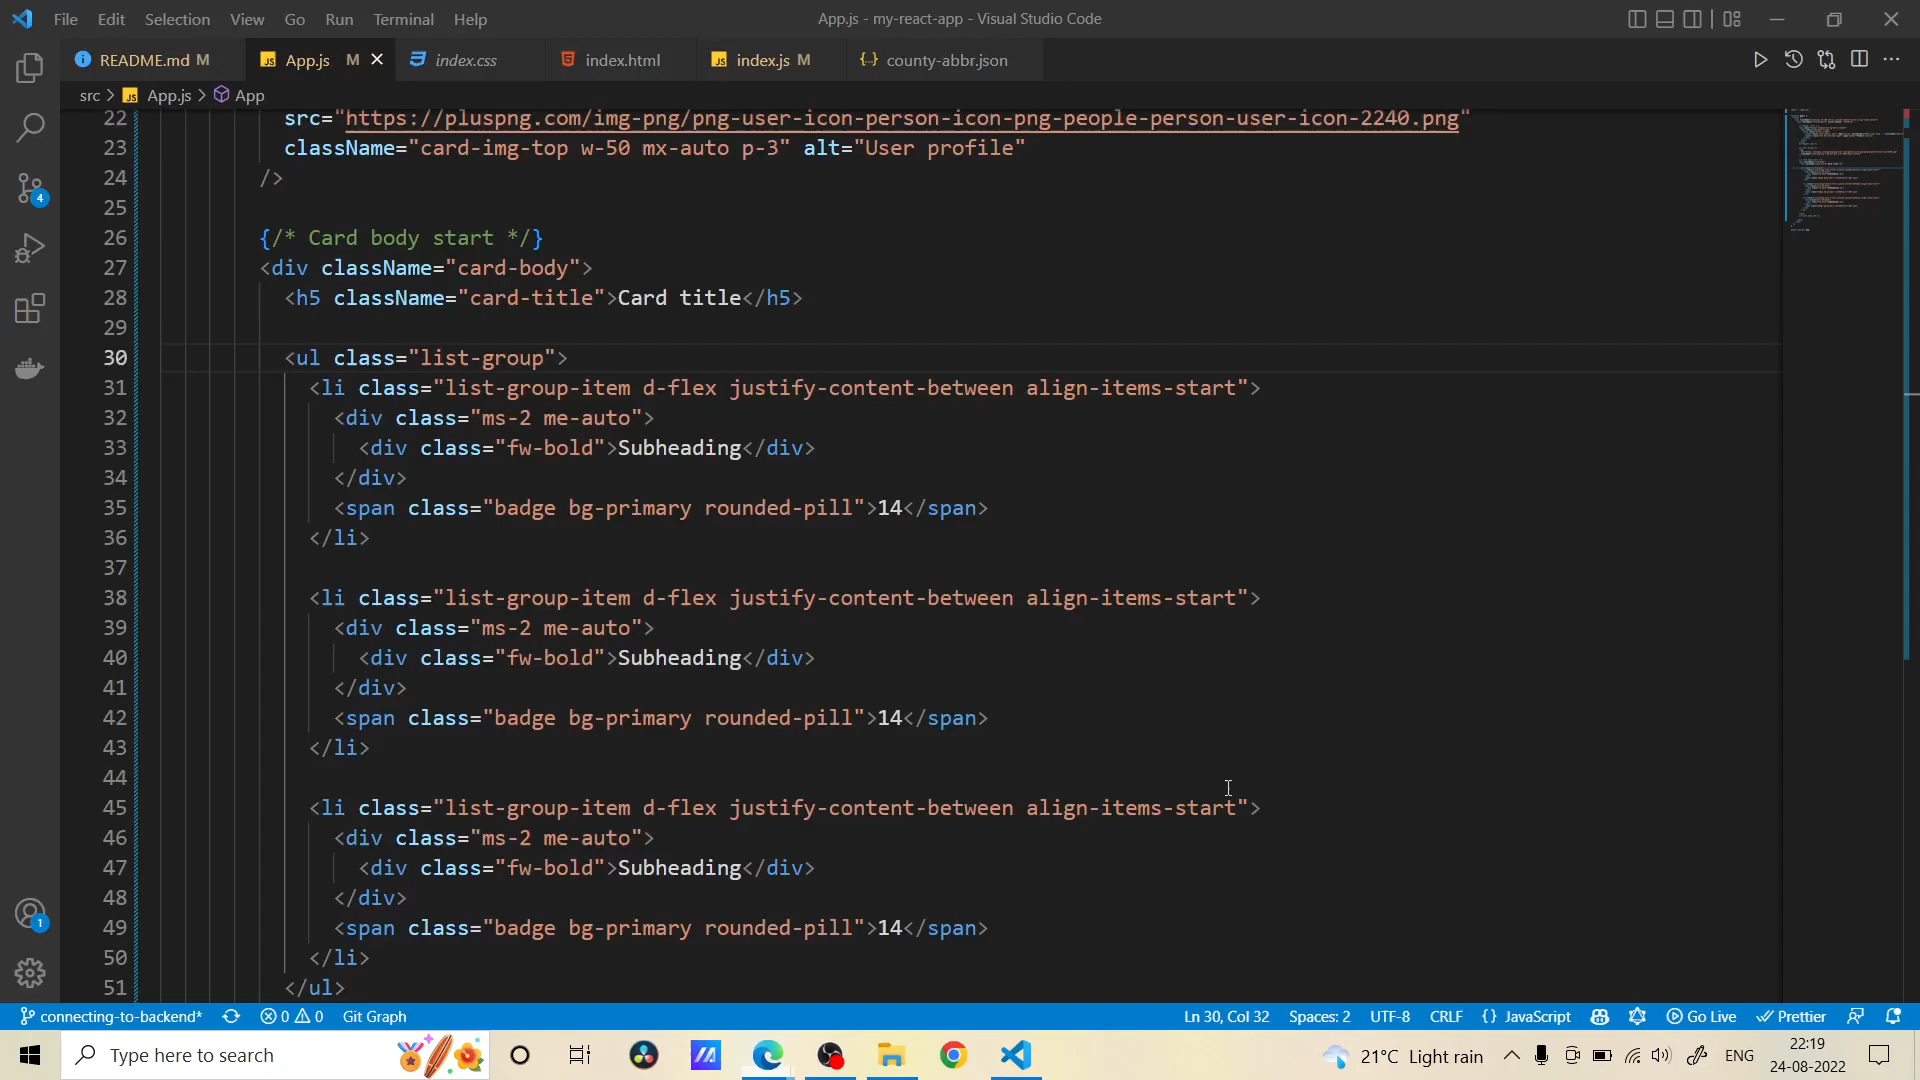 File Edit Selection View Go Run Terminal Help
App.js - my-react-app - Visual Studio Code
README.md M
App.js M
index.css
index.html
index.js M
county-abbr.json
src > App.js > App
22 src="https://pluspng.com/img-png/png-user-icon-person-icon-png-people-person-user-icon-2240.png"
23 className="card-img-top w-50 mx-auto p-3" alt="User profile"
24 />
25
26 {/* Card body start */}
27 <div className="card-body">
28 <h5 className="card-title">Card title</h5>
29
30 <ul class="list-group">
31 <li class="list-group-item d-flex justify-content-between align-items-start">
32 <div class="ms-2 me-auto">
33 <div class="fw-bold">Subheading</div>
34 </div>
35 <span class="badge bg-primary rounded-pill">14</span>
36 </li>
37
38 <li class="list-group-item d-flex justify-content-between align-items-start">
39 <div class="ms-2 me-auto">
40 <div class="fw-bold">Subheading</div>
41 </div>
42 <span class="badge bg-primary rounded-pill">14</span>
43 </li>
44
45 <li class="list-group-item d-flex justify-content-between align-items-start">
46 <div class="ms-2 me-auto">
47 <div class="fw-bold">Subheading</div>
48 </div>
49 <span class="badge bg-primary rounded-pill">14</span>
50 </li>
51 </ul>
4
1
connecting-to-backend* 0 0 Git Graph
Ln 30, Col 32 Spaces: 2 UTF-8 CRLF {} JavaScript Go Live Prettier
Type here to search
21°C Light rain
ENG
22:19
24-08-2022